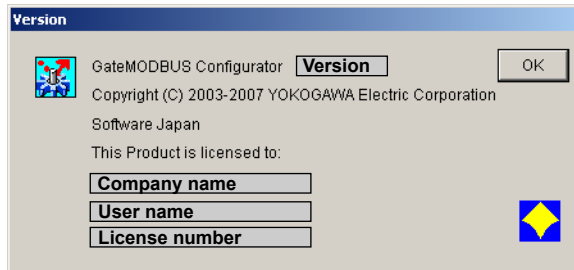 Version
GateMODBUS Configurator Version
OK
Copyright (C) 2003-2007 YOKOGAWA Electric Corporation
Software Japan
This Product is licensed to:
Company name
User name
License number